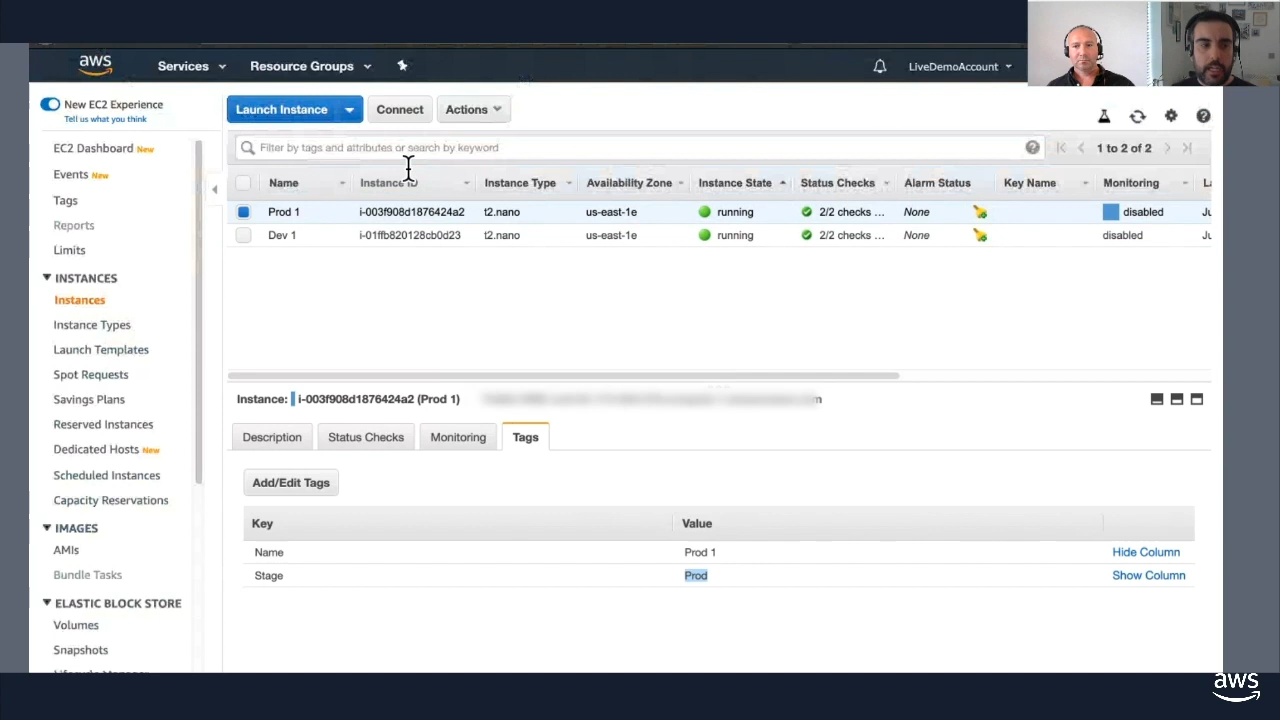 aws
Services
Resource Groups
LiveDemoAccount
New EC2 Experience
Tell us what you think
EC2 Dashboard New
Events New
Tags
Reports
Limits
INSTANCES
Instances
Instance Types
Launch Templates
Spot Requests
Savings Plans
Reserved Instances
Dedicated Hosts New
Scheduled Instances
Capacity Reservations
IMAGES
AMIs
Bundle Tasks
ELASTIC BLOCK STORE
Volumes
Snapshots
Launch Instance
Connect
Actions
Filter by tags and attributes or search by keyword
1 to 2 of 2
Name Instance ID Instance Type Availability Zone Instance State Status Checks Alarm Status Key Name Monitoring
Prod 1 i-003f908d1876424a2 t2.nano us-east-1e running 2/2 checks ... None disabled Ju
Dev 1 i-01ffb820128cb0d23 t2.nano us-east-1e running 2/2 checks ... None disabled Ju
Instance: i-003f908d1876424a2 (Prod 1)
Description Status Checks Monitoring Tags
Add/Edit Tags
Key Value
Name Prod 1 Hide Column
Stage Prod Show Column
aws